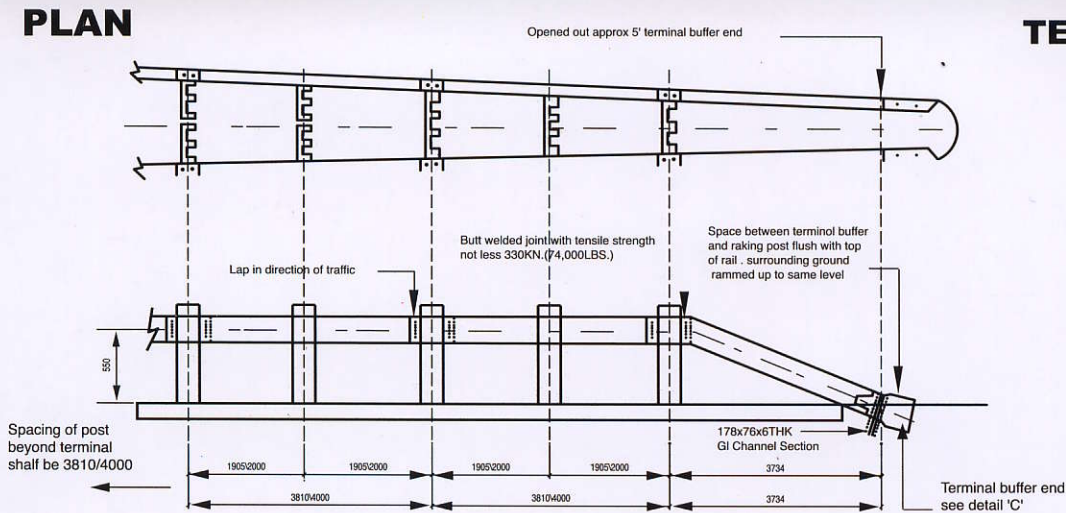 PLAN
TE
Opened out approx 5' terminal buffer end
Butt welded joint with tensile strength
not less 330KN.(74,000LBS.)
Space between terminol buffer
and raking post flush with top
of rail . surrounding ground
rammed up to same level
Lap in direction of traffic
550
Spacing of post
beyond terminal
shalf be 3810/4000
178x76x6THK
GI Channel Section
1905\2000
1905\2000
1905\2000
1905\2000
3734
3810/4000
3810/4000
3734
Terminal buffer end
see detail 'C'